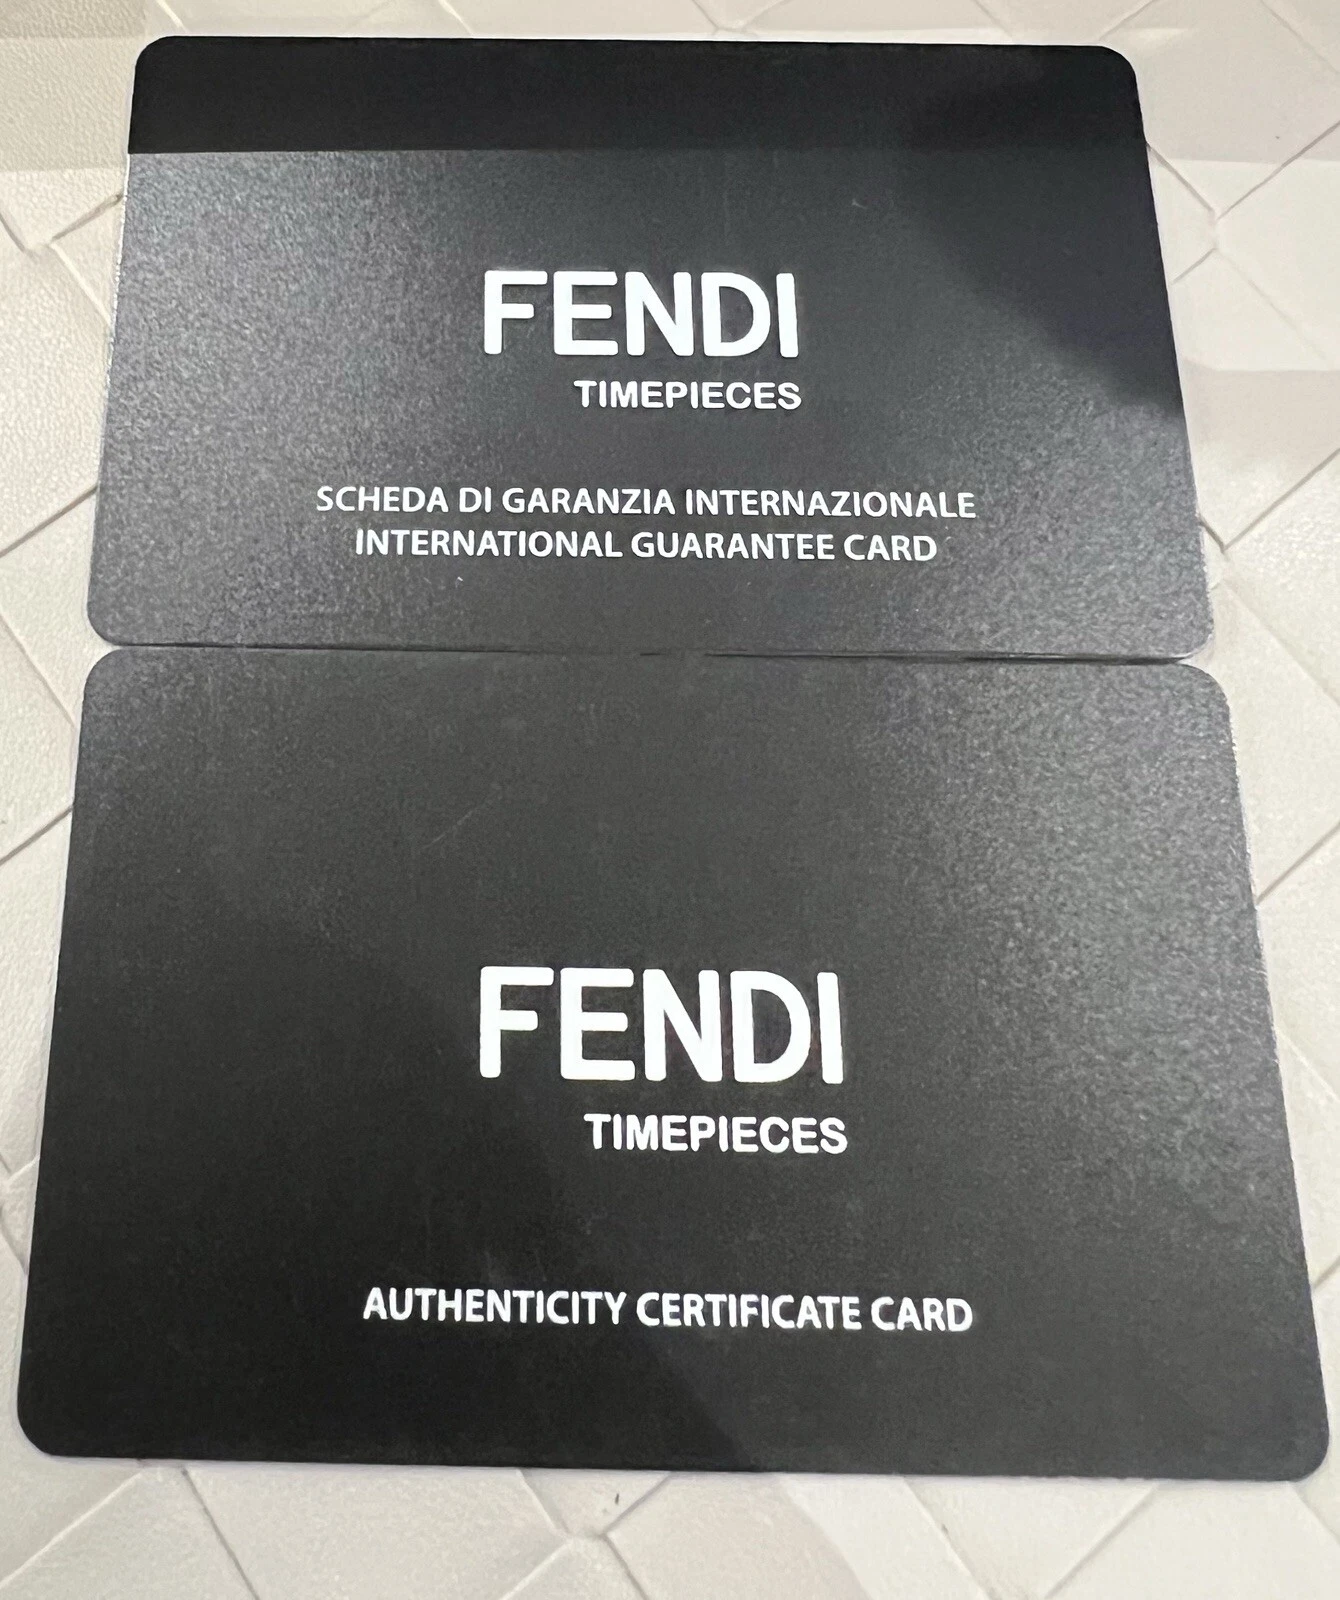 FENDI
TIMEPIECES
SCHEDA DI GARANZIA INTERNAZIONALE
INTERNATIONAL GUARANTEE CARD
FENDI
TIMEPIECES
AUTHENTICITY CERTIFICATE CARD